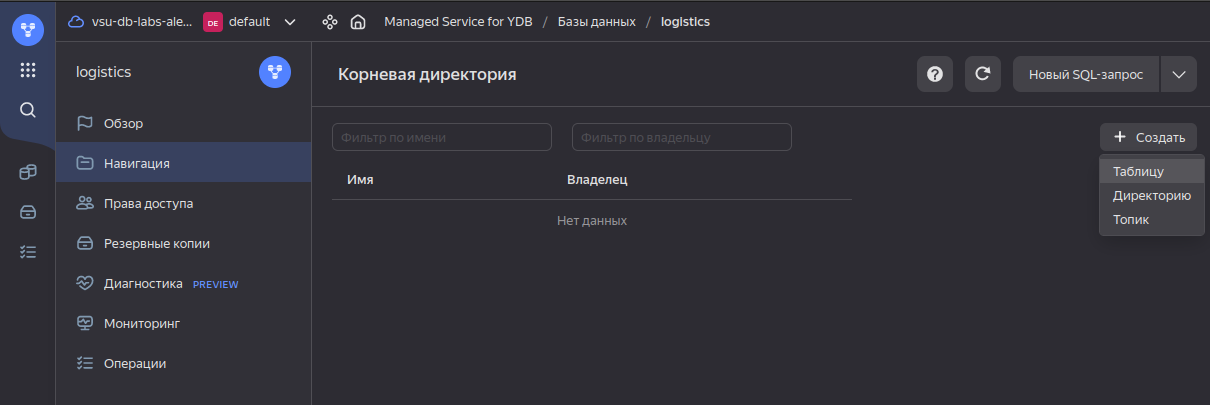 vsu-db-labs-ale... DE default Managed Service for YDB / Базы данных / logistics
logistics
Обзор
Навигация
Права доступа
Резервные копии
Диагностика PREVIEW
Мониторинг
Операции
Корневая директория
Новый SQL-запрос
Фильтр по имени
Фильтр по владельцу
Создать
Таблицу
Директорию
Топик
Имя Владелец
Нет данных